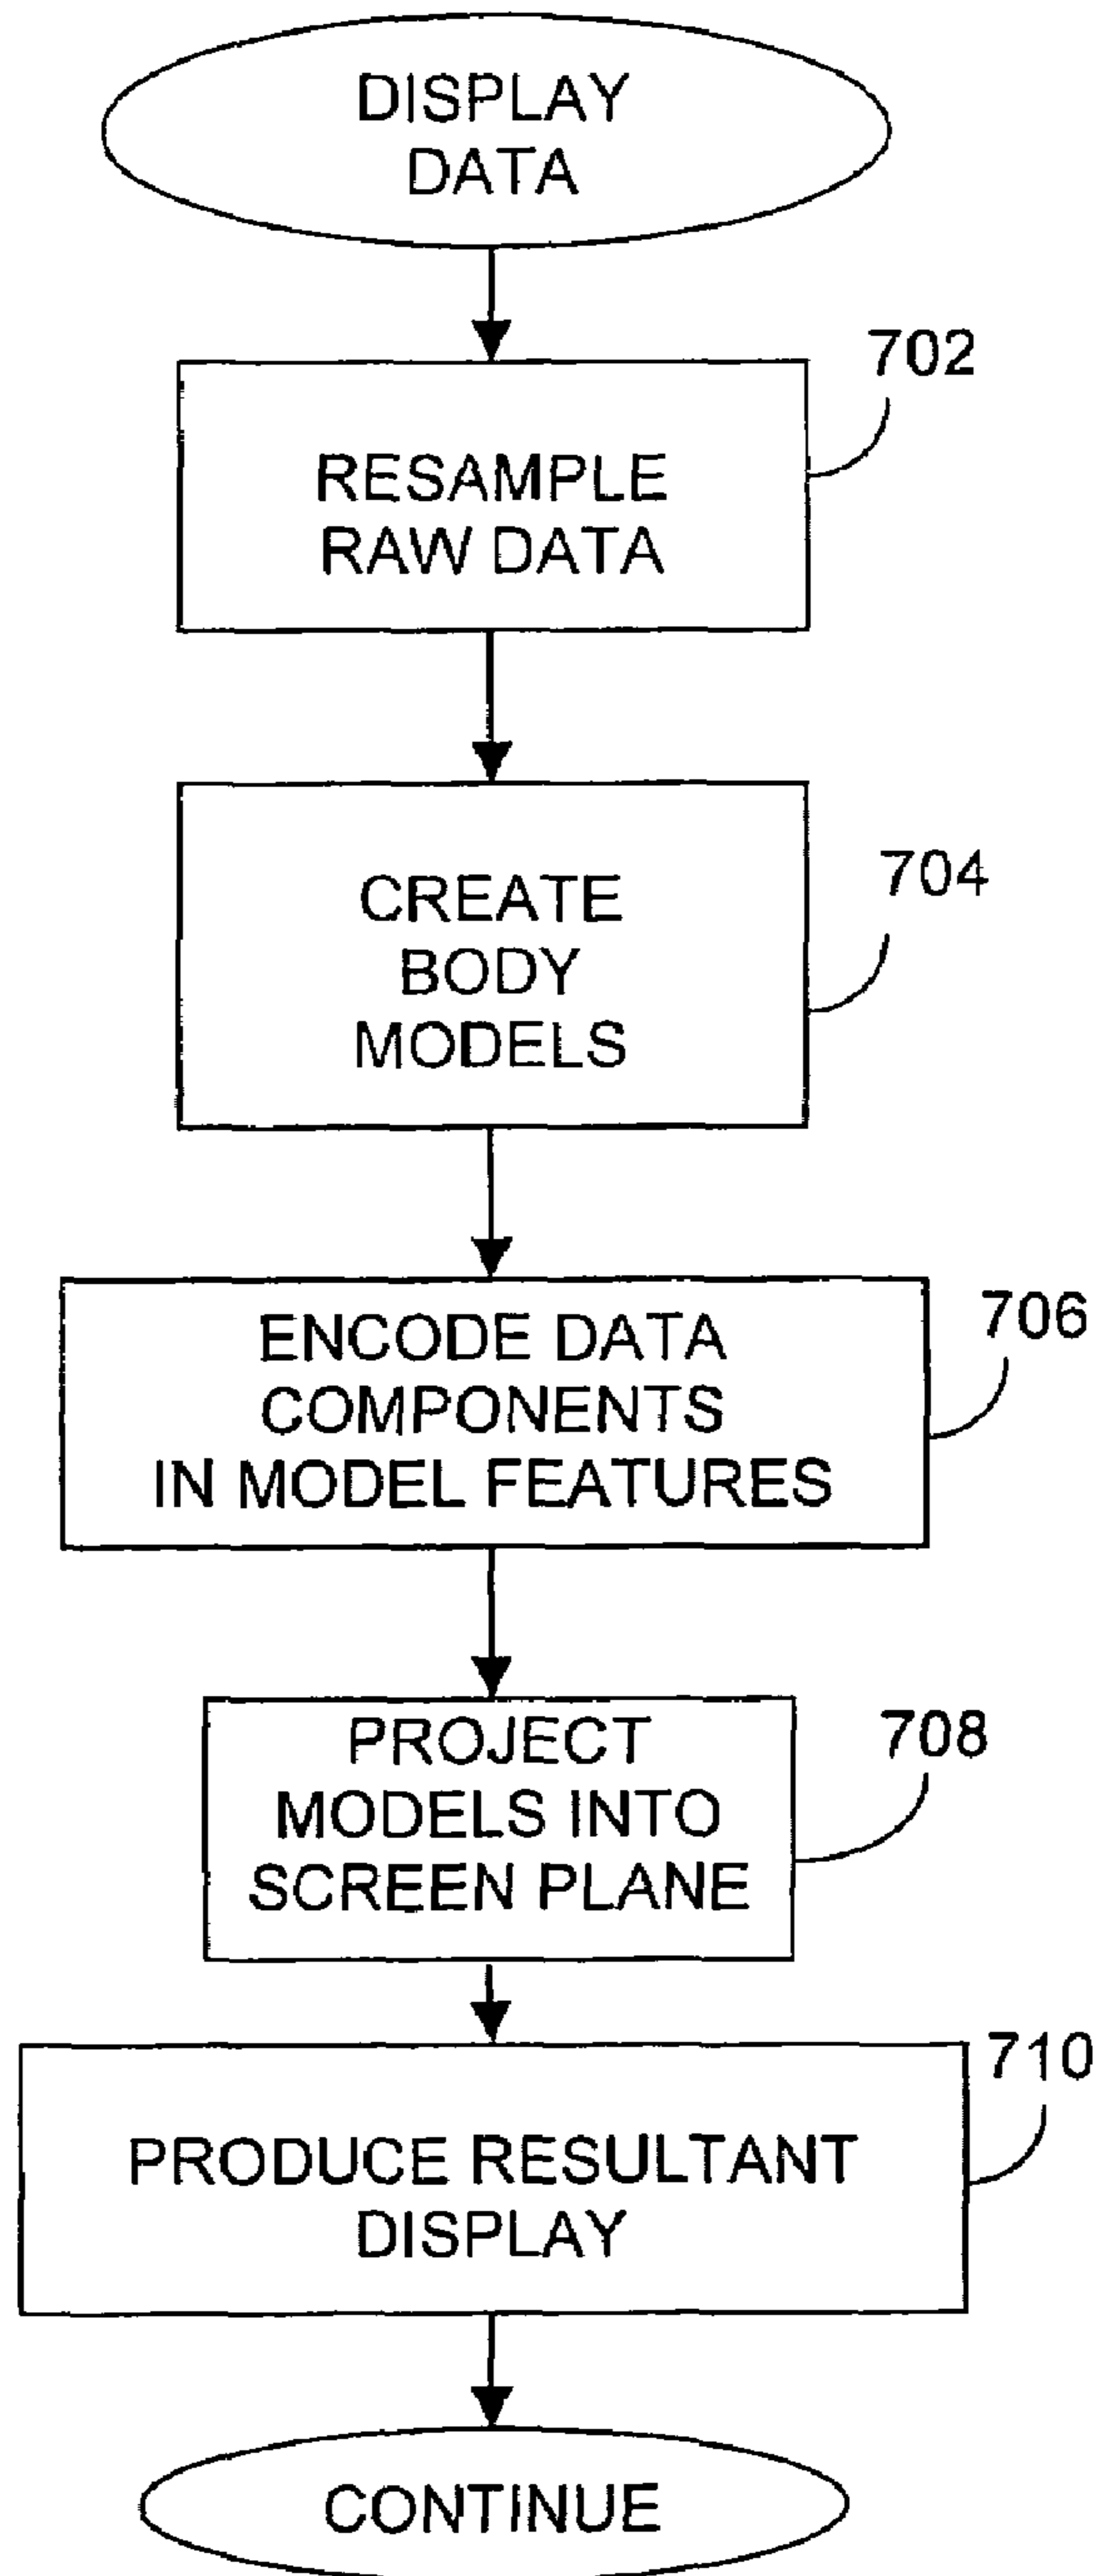 DISPLAY
DATA
702
RESAMPLE
RAW DATA
704
CREATE
BODY
MODELS
706
ENCODE DATA
COMPONENTS
IN MODEL FEATURES
708
PROJECT
MODELS INTO
SCREEN PLANE
710
PRODUCE RESULTANT
DISPLAY
CONTINUE